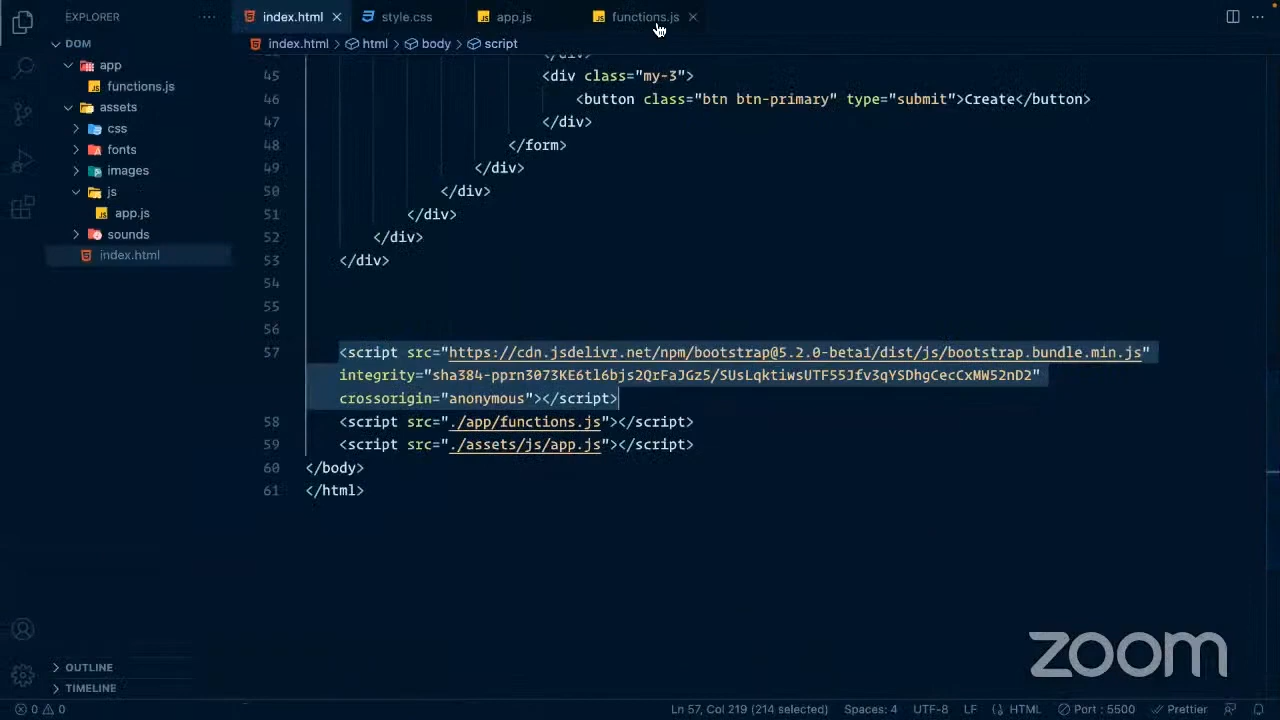 EXPLORER
index.html
style.css
app.js
functions.js
DOM
index.html > html > body > script
app
functions.js
assets
css
fonts
images
js
app.js
sounds
index.html
45 <div class="my-3">
46 <button class="btn btn-primary" type="submit">Create</button>
47 </div>
48 </form>
49 </div>
50 </div>
51 </div>
52 </div>
53 </div>
54
55
56
57 <script src="https://cdn.jsdelivr.net/npm/bootstrap@5.2.0-beta1/dist/js/bootstrap.bundle.min.js"
integrity="sha384-pprn3073KE6tl6bjs2QrFaJGz5/SUsLqktiwsUTF55Jfv3qYSDhgCecCxMW52nD2"
crossorigin="anonymous"></script>
58 <script src="./app/functions.js"></script>
59 <script src="./assets/js/app.js"></script>
60 </body>
61 </html>
zoom
OUTLINE
TIMELINE
0 0 Ln 57, Col 219 (214 selected) Spaces: 4 UTF-8 LF {} HTML Port : 5500 Prettier